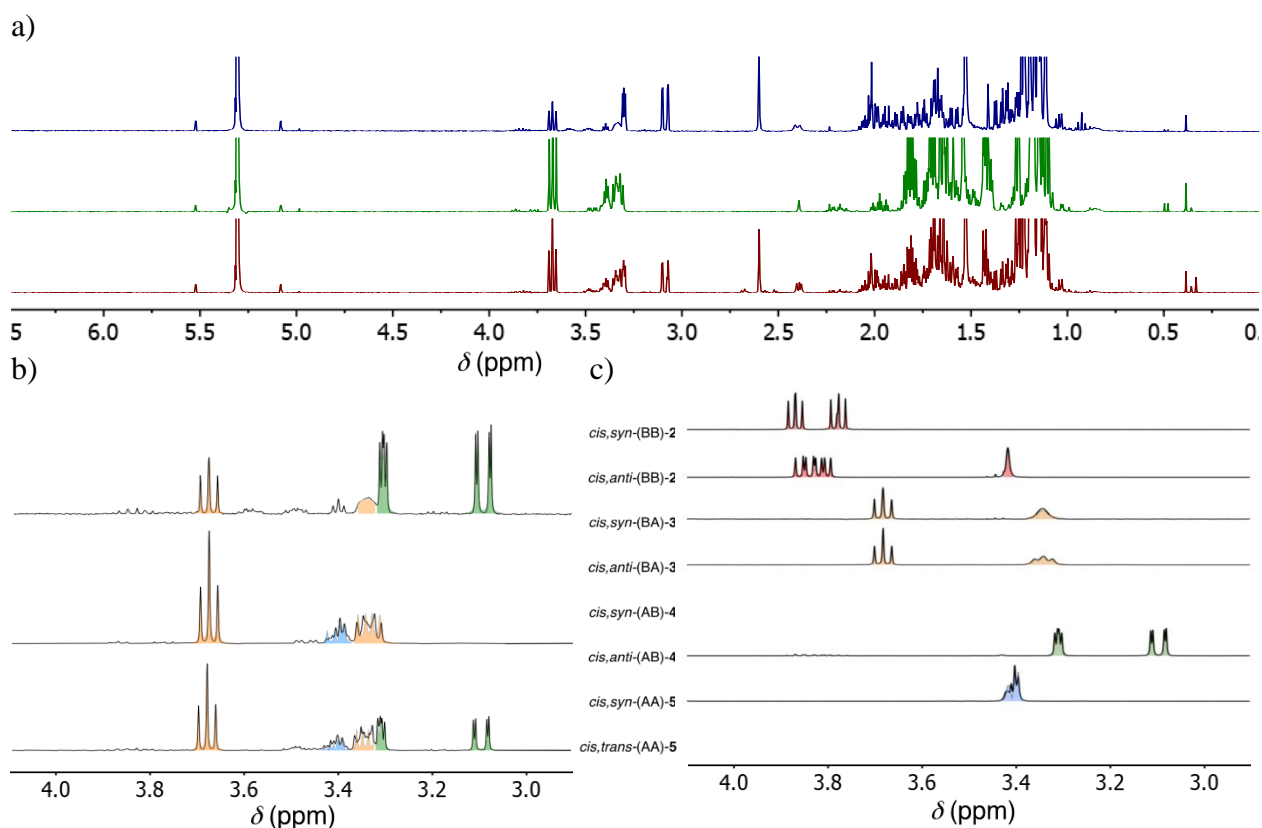 a)
5 6.0 5.5 5.0 4.5 4.0 3.5 3.0 2.5 2.0 1.5 1.0 0.5 0.
δ (ppm)
b)
4.0 3.8 3.6 3.4 3.2 3.0
δ (ppm)
c)
cis,syn-(BB)-2
cis,anti-(BB)-2
cis,syn-(BA)-3
cis,anti-(BA)-3
cis,syn-(AB)-4
cis,anti-(AB)-4
cis,syn-(AA)-5
cis,trans-(AA)-5
4.0 3.8 3.6 3.4 3.2 3.0
δ (ppm)